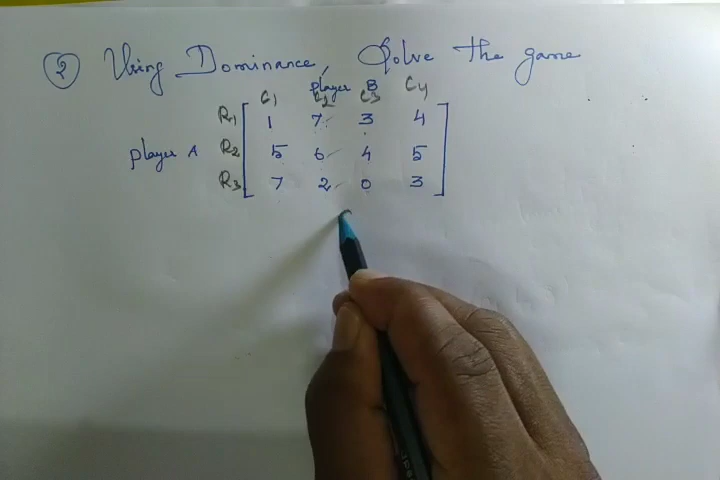 ② Using Dominance, Solve the game
player B
C1 C2 C3 C4
R1 1 7 3 4
player A R2 5 6 4 5
R3 7 2 0 3